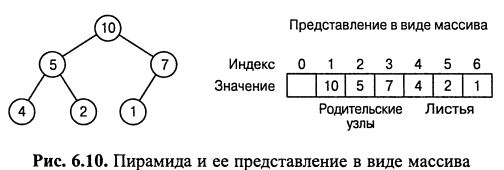 Представление в виде массива
10
5 7
4 2 1
Индекс 0 1 2 3 4 5 6
Значение 10 5 7 4 2 1
Родительские узлы
Листья
Рис. 6.10. Пирамида и ее представление в виде массива